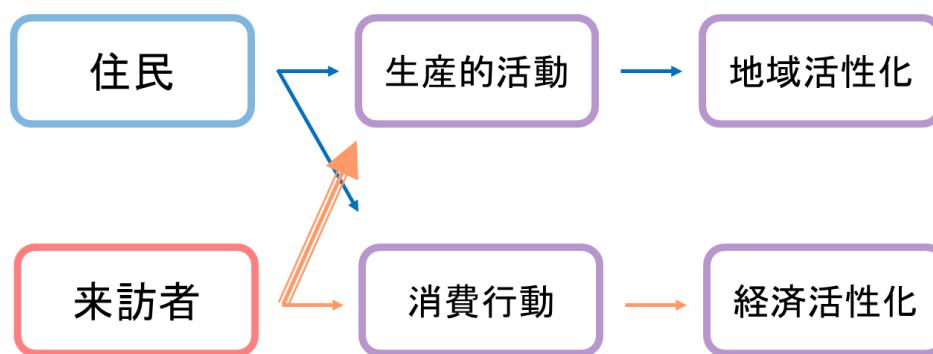 住民
生産的活動
地域活性化
来訪者
消費行動
経済活性化